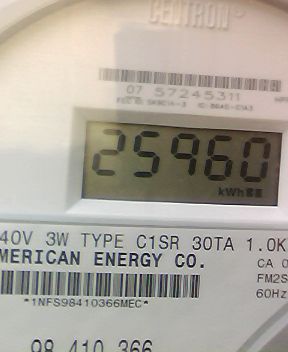 CENTRON®
07 57245311
25960
kWh
40V 3W TYPE C1SR 30TA 1.0K
MERICAN ENERGY CO.
CA 0
FM2S
60Hz
*1NFS98410366MEC*
98 410 366